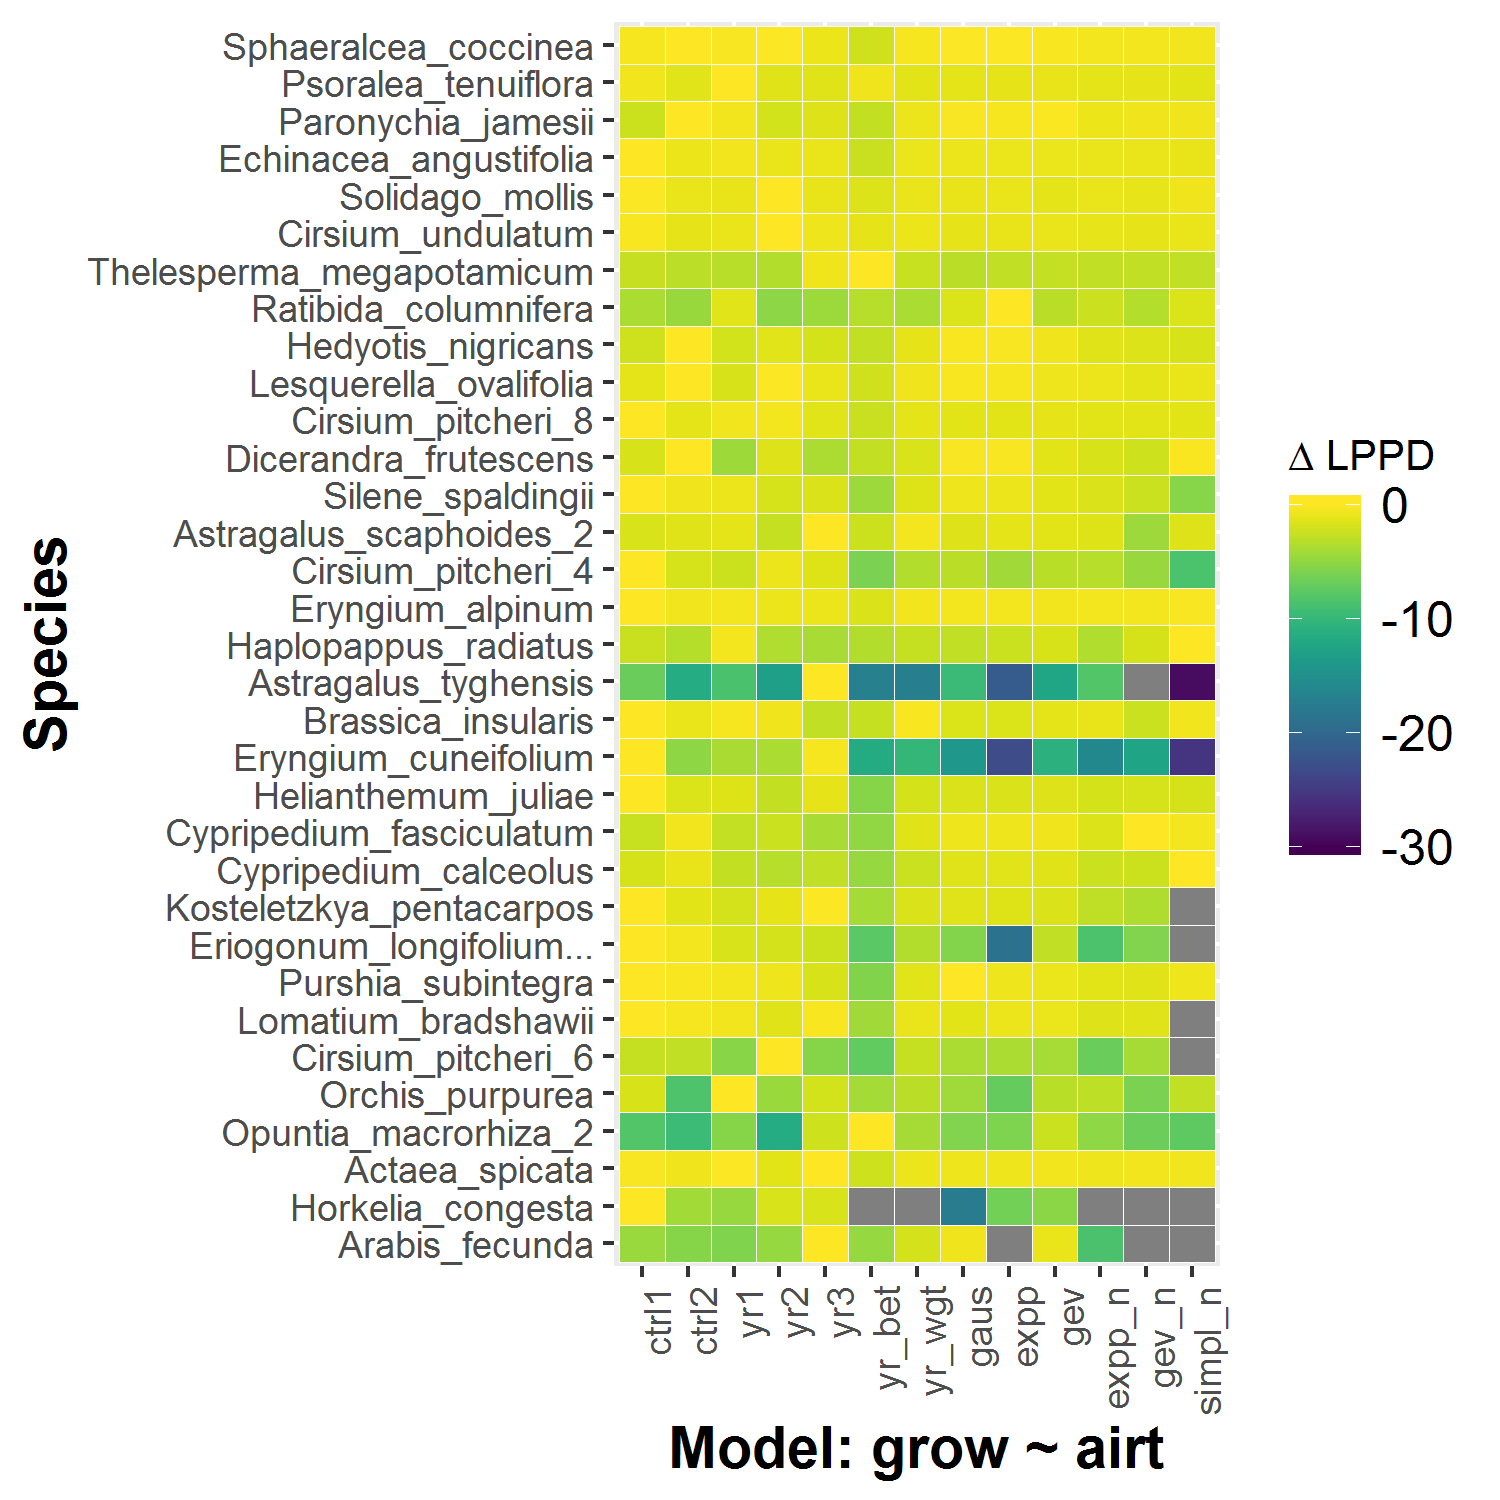 Sphaeralcea_coccinea
Psoralea_tenuiflora
Paronychia_jamesii
Echinacea_angustifolia
Solidago_mollis
Cirsium_undulatum
Thelesperma_megapotamicum
Ratibida_columnifera
Hedyotis_nigricans
Lesquerella_ovalifolia
Cirsium_pitcheri_8
Dicerandra_frutescens
Silene_spaldingii
Astragalus_scaphoides_2
Cirsium_pitcheri_4
Eryngium_alpinum
Haplopappus_radiatus
Astragalus_tyghensis
Brassica_insularis
Eryngium_cuneifolium
Helianthemum_juliae
Cypripedium_fasciculatum
Cypripedium_calceolus
Kosteletzkya_pentacarpos
Eriogonum_longifolium...
Purshia_subintegra
Lomatium_bradshawii
Cirsium_pitcheri_6
Orchis_purpurea
Opuntia_macrorhiza_2
Actaea_spicata
Horkelia_congesta
Arabis_fecunda
Species
ctrl1
ctrl2
yr1
yr2
yr3
yr_bet
yr_wgt
gaus
expp
gev
expp_n
gev_n
simpl_n
Model: grow ~ airt
Δ LPPD
0
-10
-20
-30